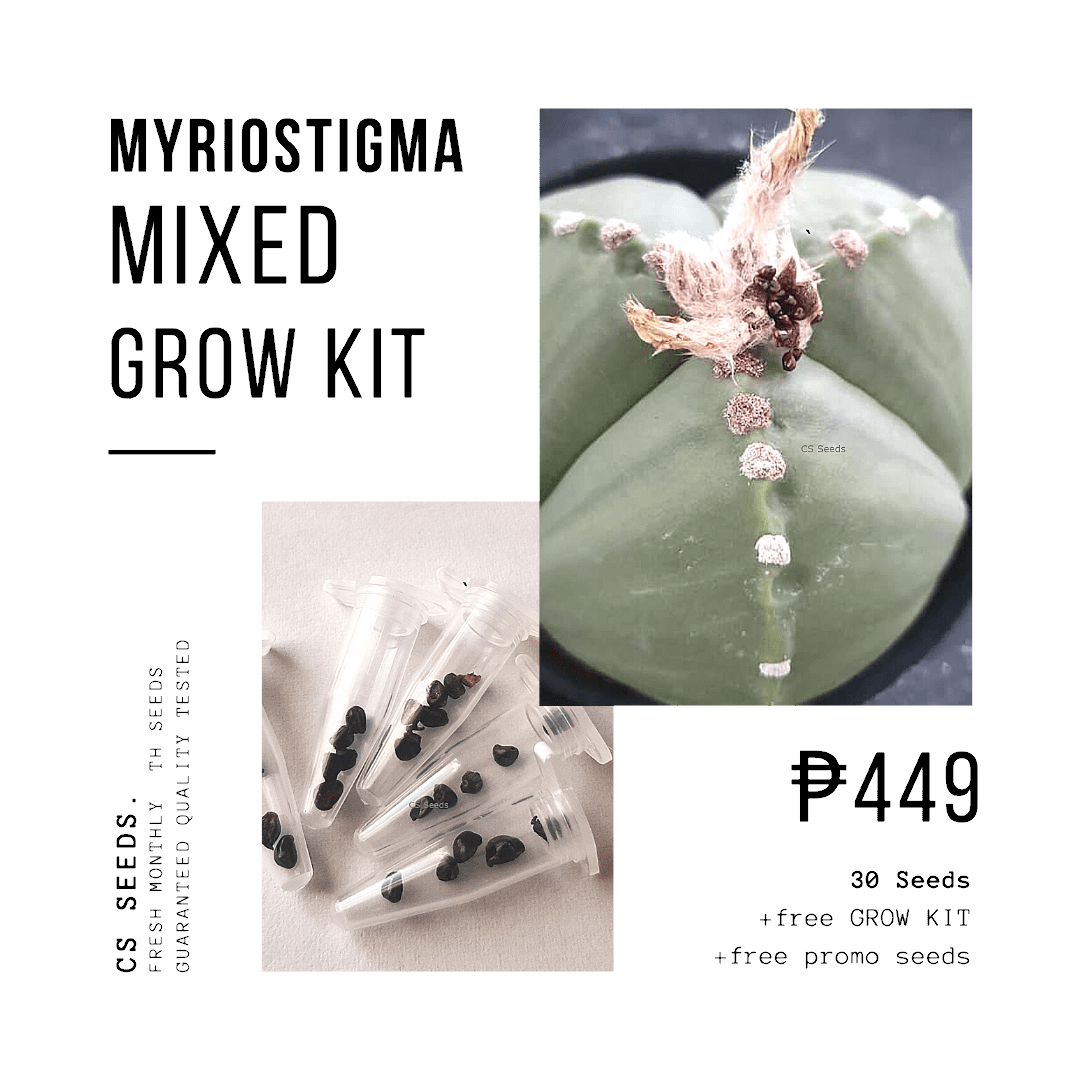 MYRIOSTIGMA
MIXED
GROW KIT
CS Seeds
CS Seeds
CS SEEDS.
FRESH MONTHLY TH SEEDS
GUARANTEED QUALITY TESTED
₱449
30 Seeds
+free GROW KIT
+free promo seeds